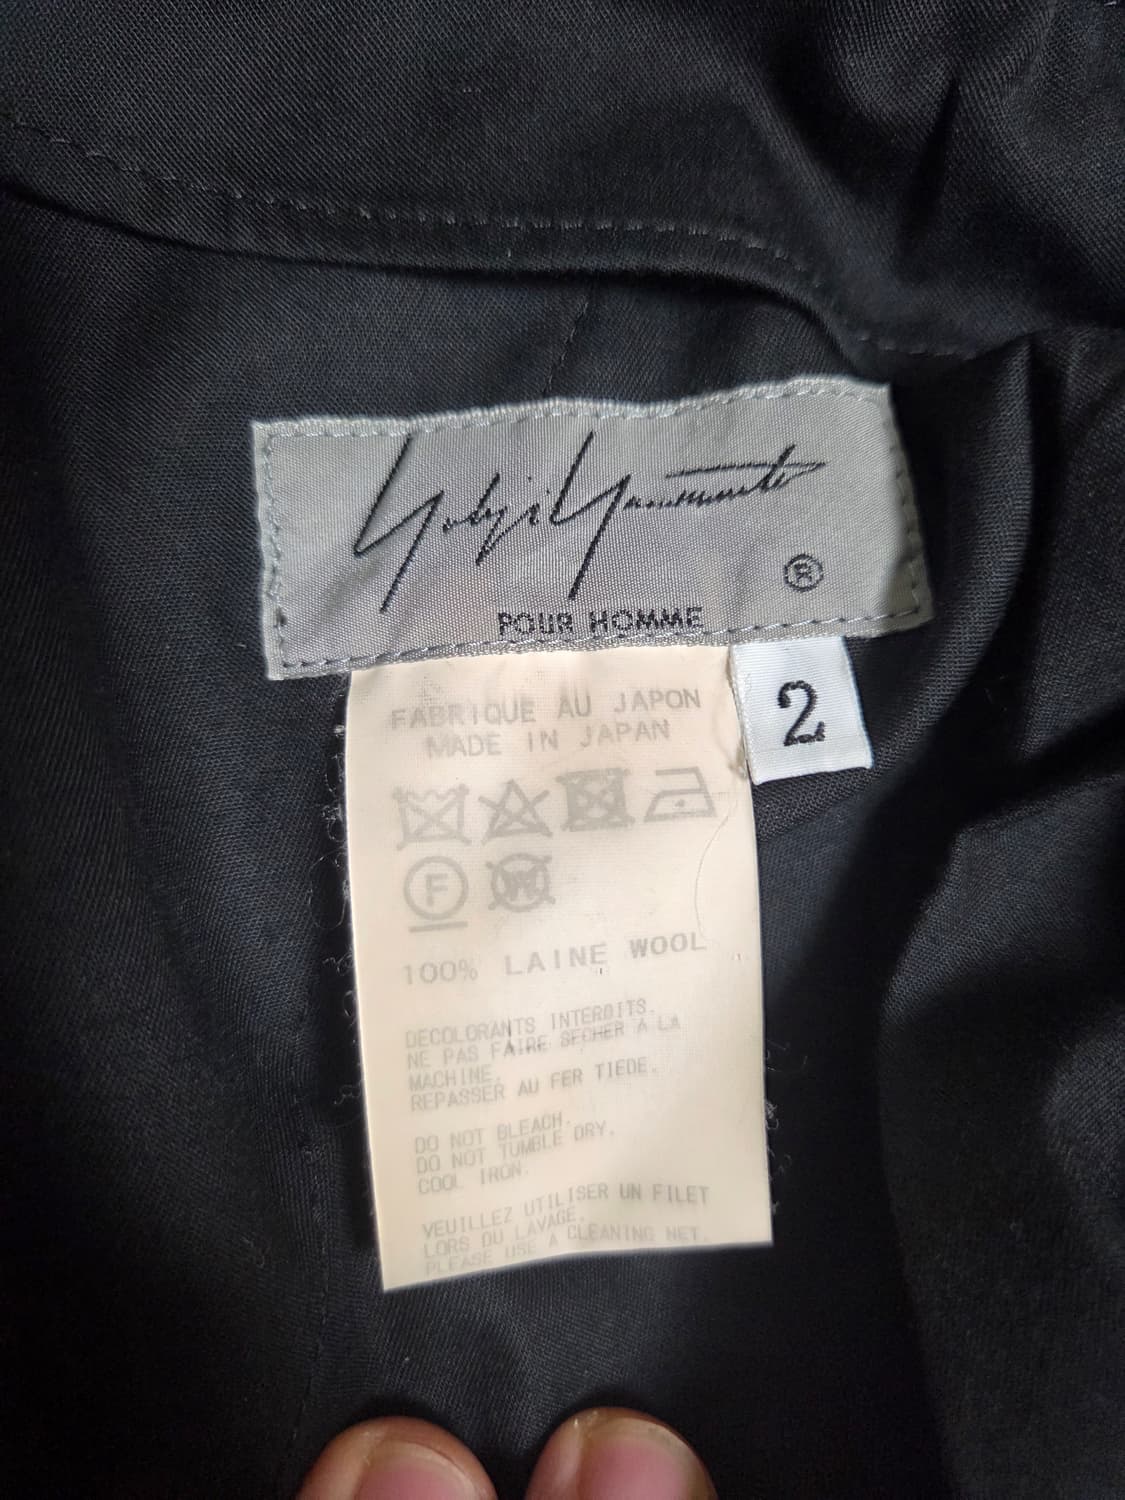 Yohji Yamamoto
®
POUR HOMME
2
FABRIQUE AU JAPON
MADE IN JAPAN
F
W
100% LAINE WOOL
DECOLORANTS INTERDITS.
NE PAS FAIRE SECHER A LA
MACHINE.
REPASSER AU FER TIEDE.
DO NOT BLEACH.
DO NOT TUMBLE DRY.
COOL IRON.
VEUILLEZ UTILISER UN FILET
LORS DU LAVAGE.
PLEASE USE A CLEANING NET.